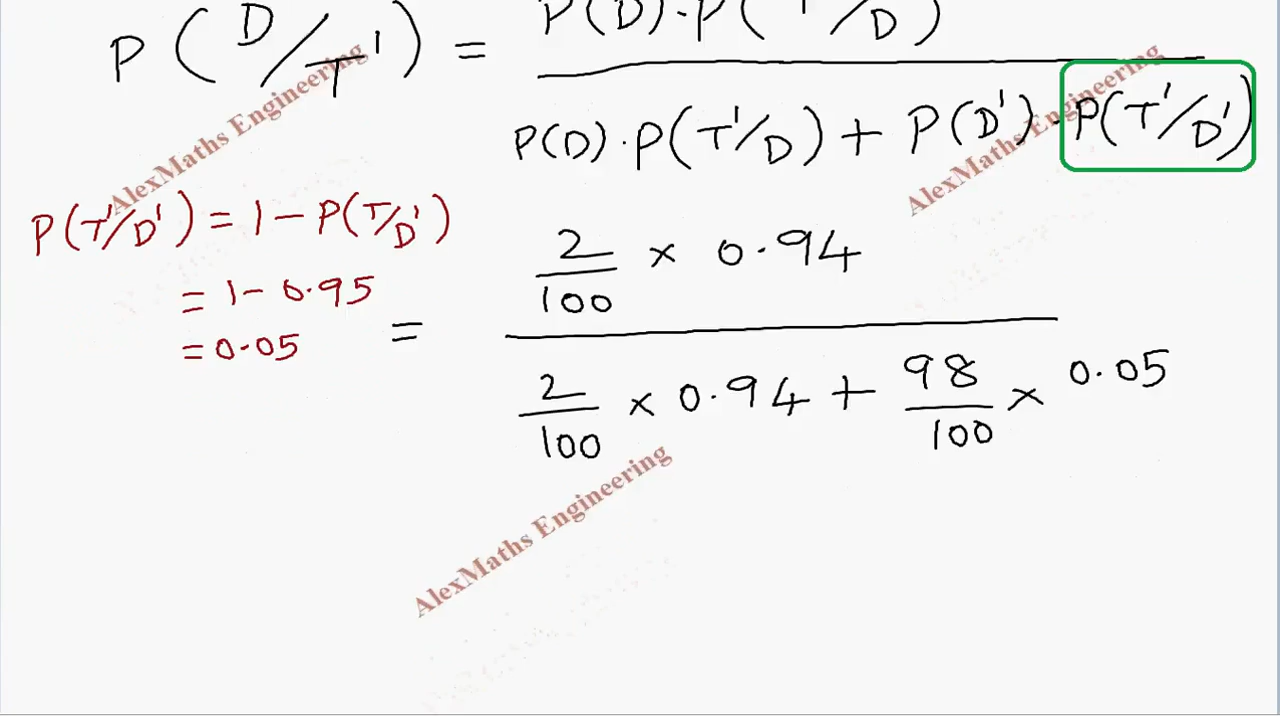 P(D/T') = P(D)·P(T'/D)
P(D)·P(T'/D) + P(D')·P(T'/D')
P(T'/D') = 1 - P(T/D')
= 1 - 0.95
= 0.05
= 2/100 × 0.94
2/100 × 0.94 + 98/100 × 0.05
AlexMaths Engineering
AlexMaths Engineering
AlexMaths Engineering